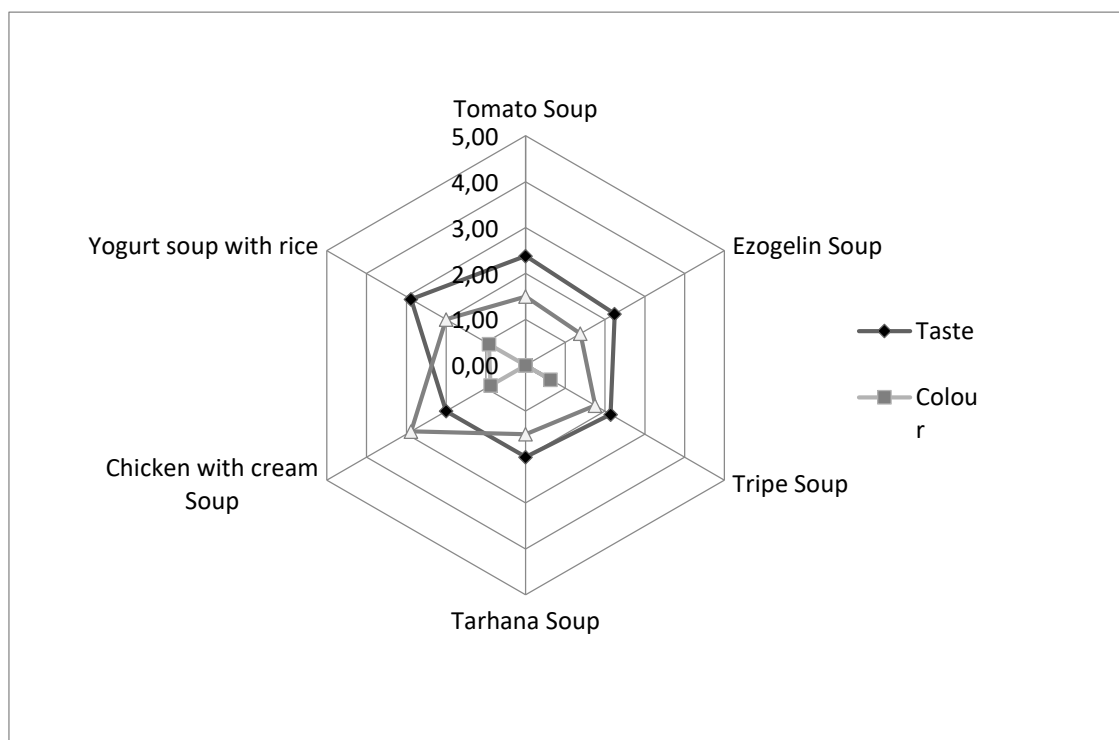 Tomato Soup
5,00
4,00
3,00
2,00
1,00
0,00
Ezogelin Soup
Tripe Soup
Tarhana Soup
Chicken with cream
Soup
Yogurt soup with rice
Taste
Colou
r